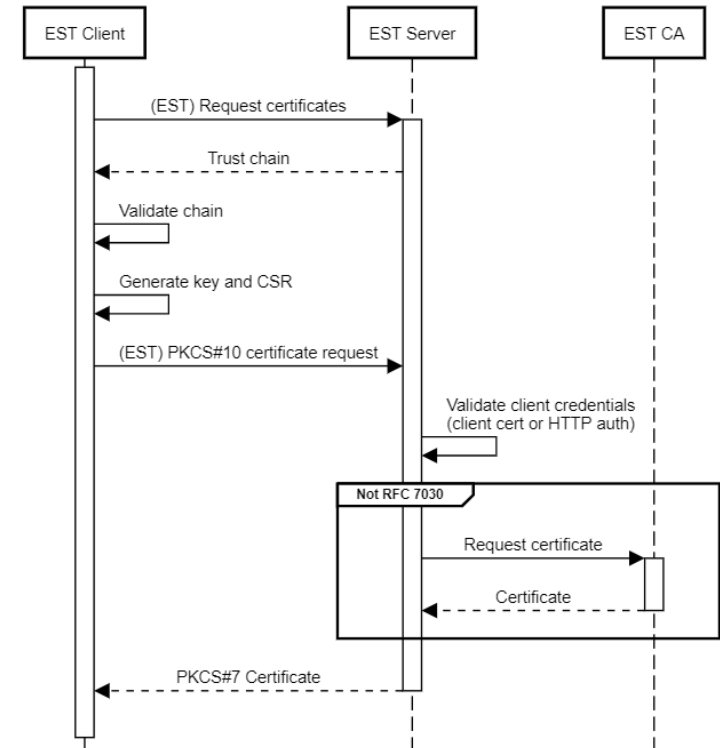 EST Client
EST Server
EST CA
(EST) Request certificates
Trust chain
Validate chain
Generate key and CSR
(EST) PKCS#10 certificate request
Validate client credentials
(client cert or HTTP auth)
Not RFC 7030
Request certificate
Certificate
PKCS#7 Certificate